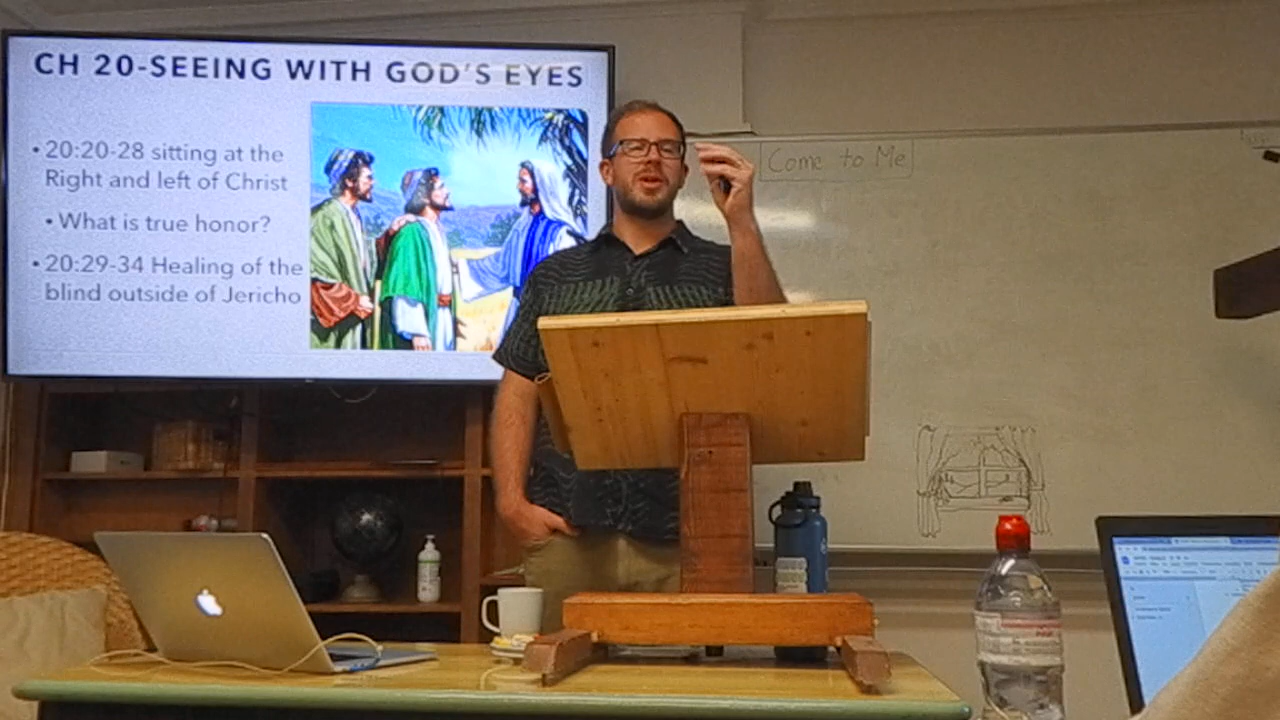 CH 20-SEEING WITH GOD'S EYES
• 20:20-28 sitting at the
Right and left of Christ
• What is true honor?
• 20:29-34 Healing of the
blind outside of Jericho
Come to Me